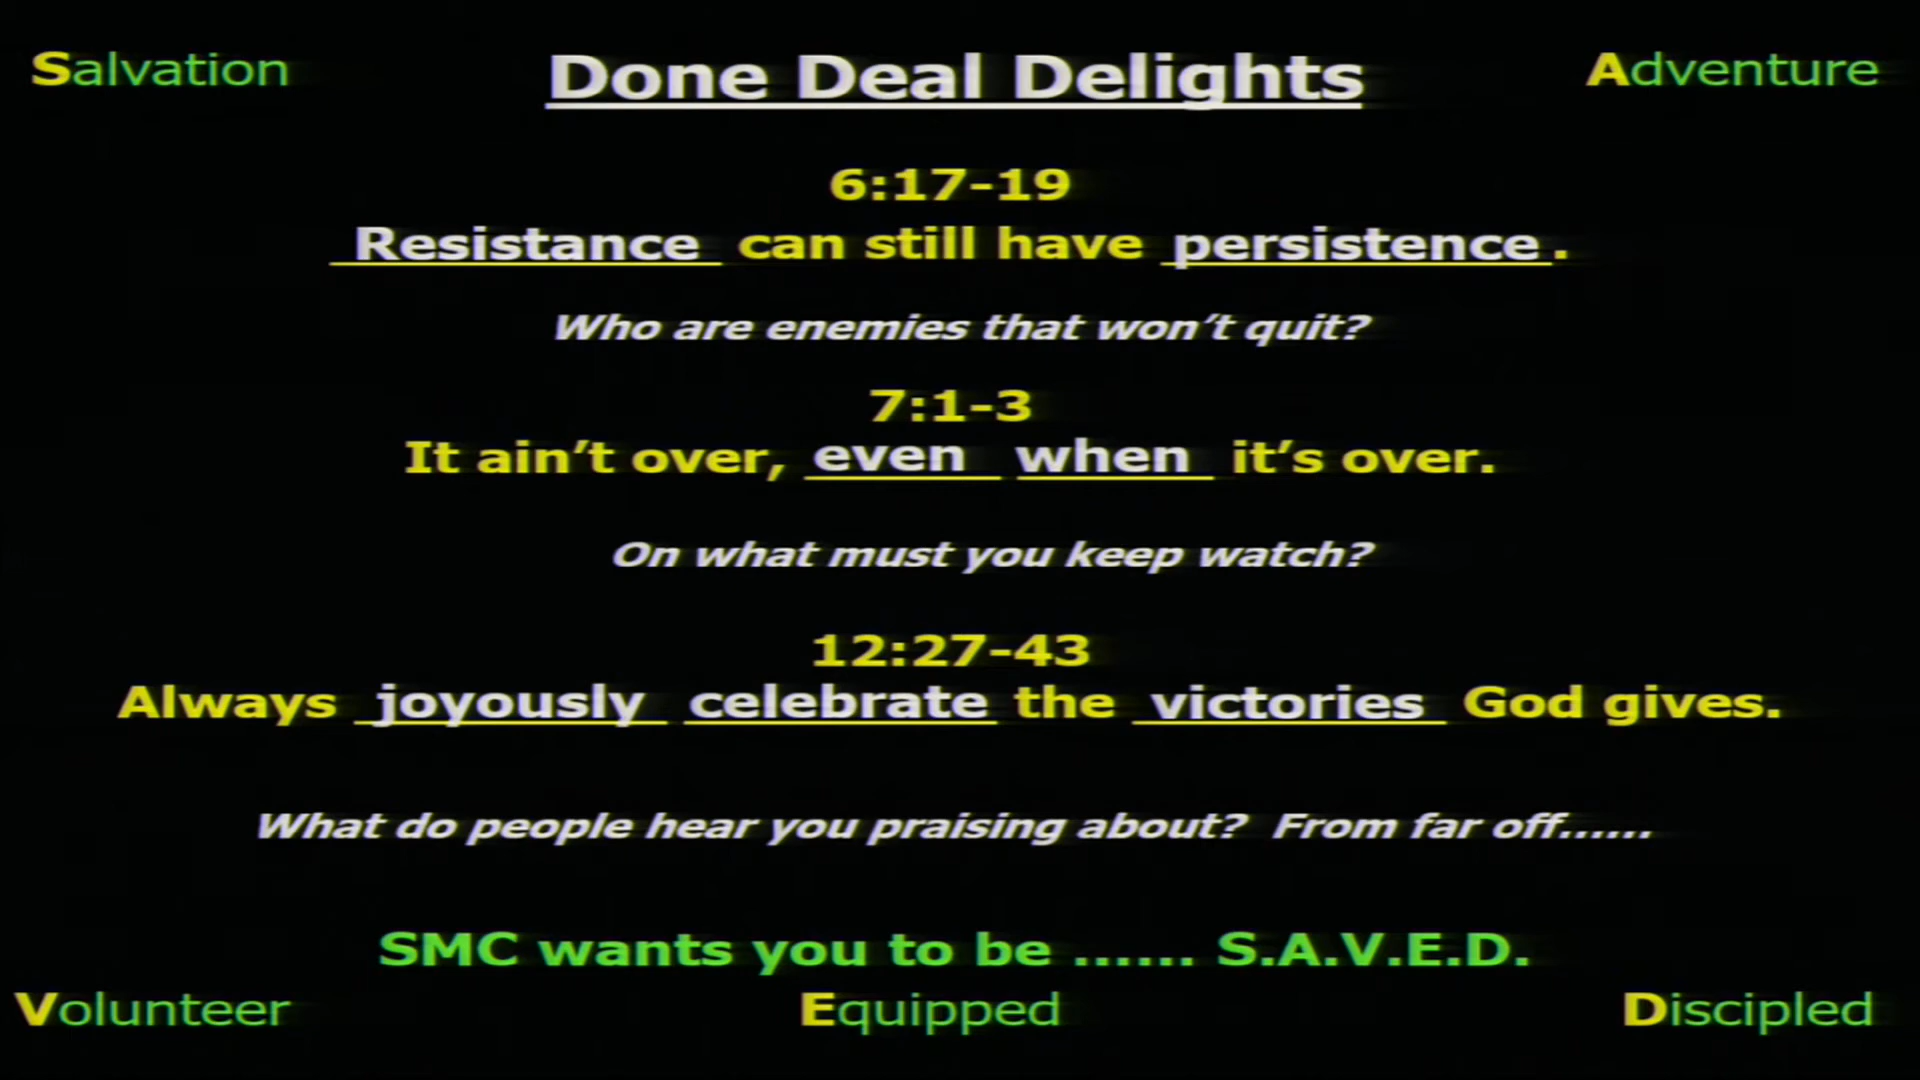 Salvation
Done Deal Delights
Adventure
6:17-19
Resistance can still have persistence.
Who are enemies that won't quit?
7:1-3
It ain't over, even when it's over.
On what must you keep watch?
12:27-43
Always joyously celebrate the victories God gives.
What do people hear you praising about? From far off......
SMC wants you to be ...... S.A.V.E.D.
Volunteer
Equipped
Discipled